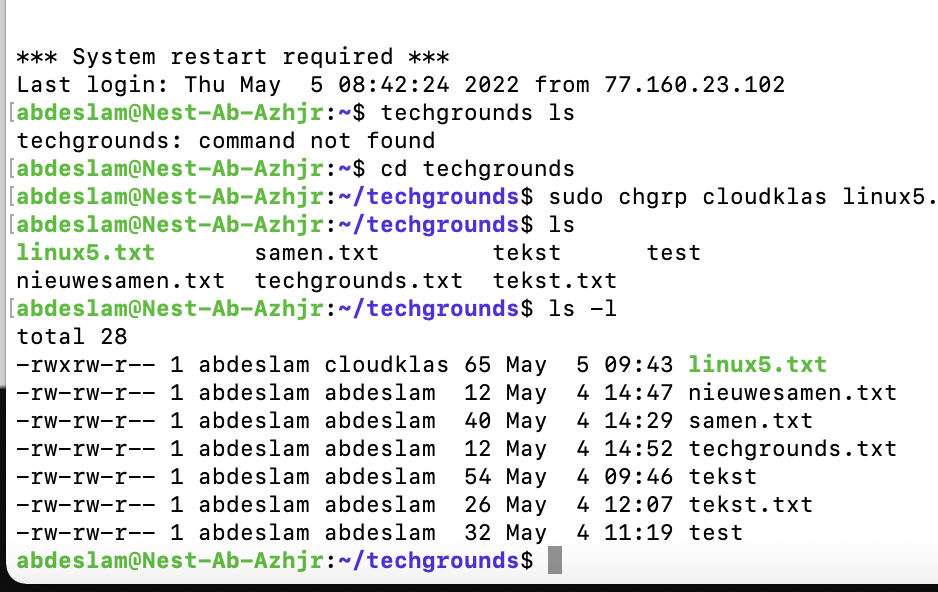 *** System restart required ***
Last login: Thu May  5 08:42:24 2022 from 77.160.23.102
[abdeslam@Nest-Ab-Azhjr:~$ techgrounds ls
techgrounds: command not found
[abdeslam@Nest-Ab-Azhjr:~$ cd techgrounds
[abdeslam@Nest-Ab-Azhjr:~/techgrounds$ sudo chgrp cloudklas linux5.
[abdeslam@Nest-Ab-Azhjr:~/techgrounds$ ls
linux5.txt       samen.txt        tekst      test
nieuwesamen.txt  techgrounds.txt  tekst.txt
[abdeslam@Nest-Ab-Azhjr:~/techgrounds$ ls -l
total 28
-rwxrw-r-- 1 abdeslam cloudklas 65 May  5 09:43 linux5.txt
-rw-rw-r-- 1 abdeslam abdeslam  12 May  4 14:47 nieuwesamen.txt
-rw-rw-r-- 1 abdeslam abdeslam  40 May  4 14:29 samen.txt
-rw-rw-r-- 1 abdeslam abdeslam  12 May  4 14:52 techgrounds.txt
-rw-rw-r-- 1 abdeslam abdeslam  54 May  4 09:46 tekst
-rw-rw-r-- 1 abdeslam abdeslam  26 May  4 12:07 tekst.txt
-rw-rw-r-- 1 abdeslam abdeslam  32 May  4 11:19 test
abdeslam@Nest-Ab-Azhjr:~/techgrounds$